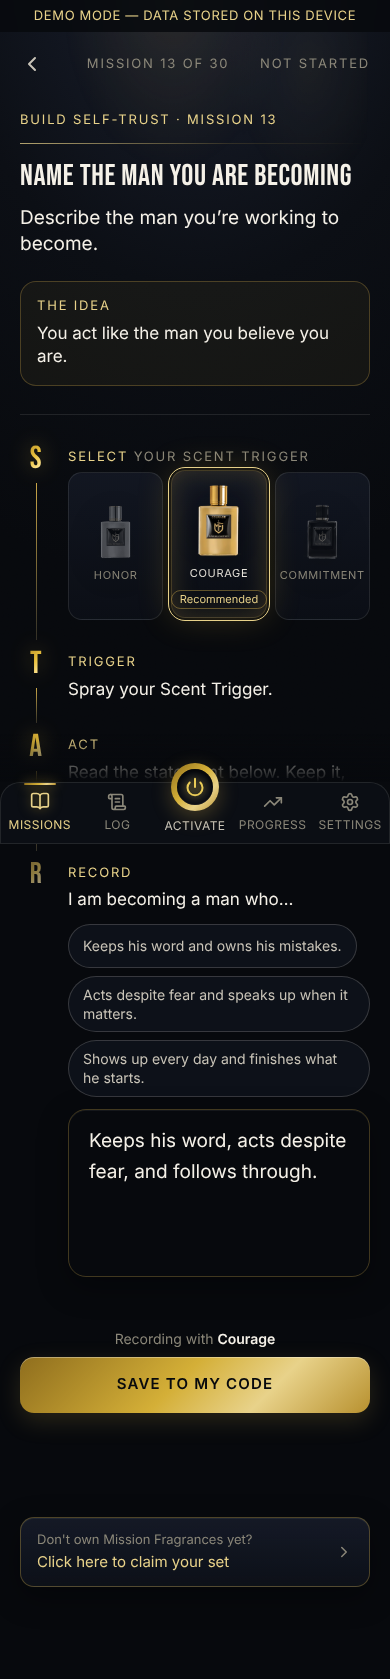 DEMO MODE — DATA STORED ON THIS DEVICE
MISSION 13 OF 30 NOT STARTED
BUILD SELF-TRUST · MISSION 13
NAME THE MAN YOU ARE BECOMING
Describe the man you’re working to
become.
THE IDEA
You act like the man you believe you
are.
S
SELECT YOUR SCENT TRIGGER
HONOR
COURAGE
COMMITMENT
Recommended
T
TRIGGER
Spray your Scent Trigger.
A
ACT
Read the below. Keep it,
MISSIONS
LOG
ACTIVATE
PROGRESS
SETTINGS
R
RECORD
I am becoming a man who...
Keeps his word and owns his mistakes.
Acts despite fear and speaks up when it
matters.
Shows up every day and finishes what
he starts.
Keeps his word, acts despite
fear, and follows through.
Recording with Courage
SAVE TO MY CODE
Don't own Mission Fragrances yet?
Click here to claim your set